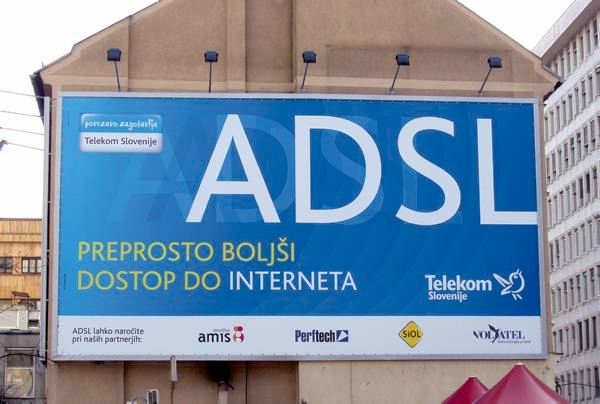 povezavo zagotavlja
Telekom Slovenije
ADSL
PREPROSTO BOLJŠI
DOSTOP DO INTERNETA
Telekom
Slovenije
ADSL lahko naročite
pri naših partnerjih:
amis
Perftech
SiOL
VOLJATEL